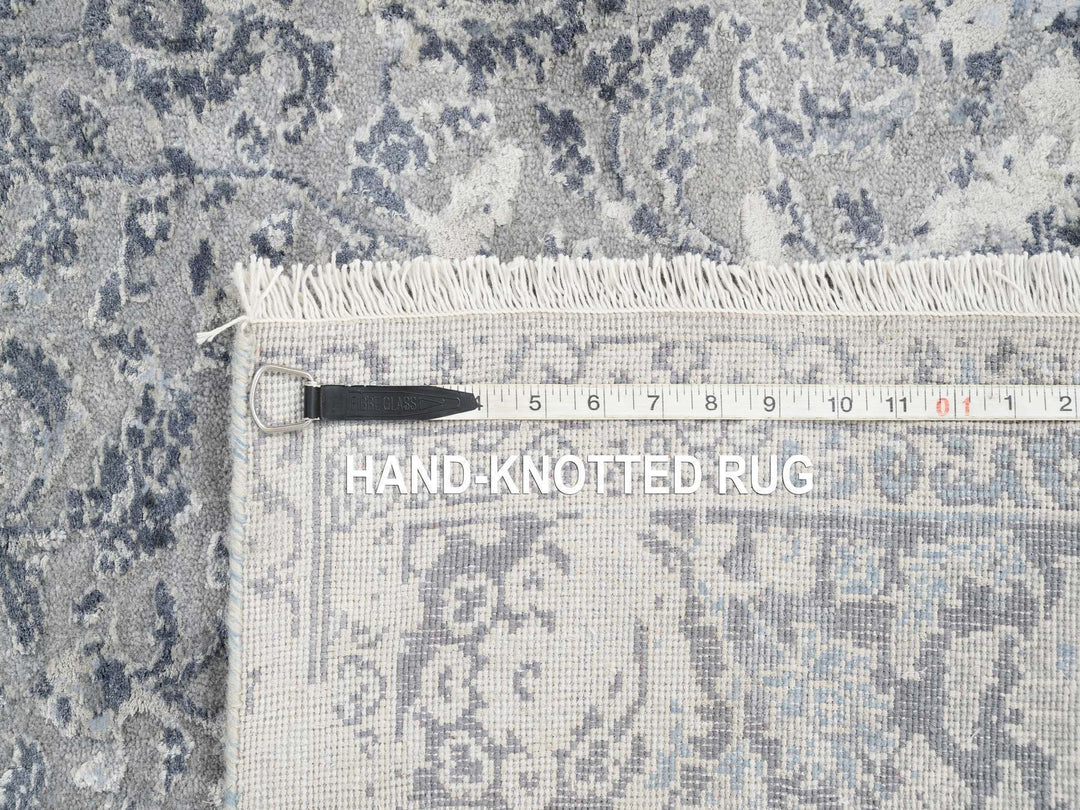 FIBRE GLASS
4 5 6 7 8 9 10 11 01 1 2
HAND-KNOTTED RUG